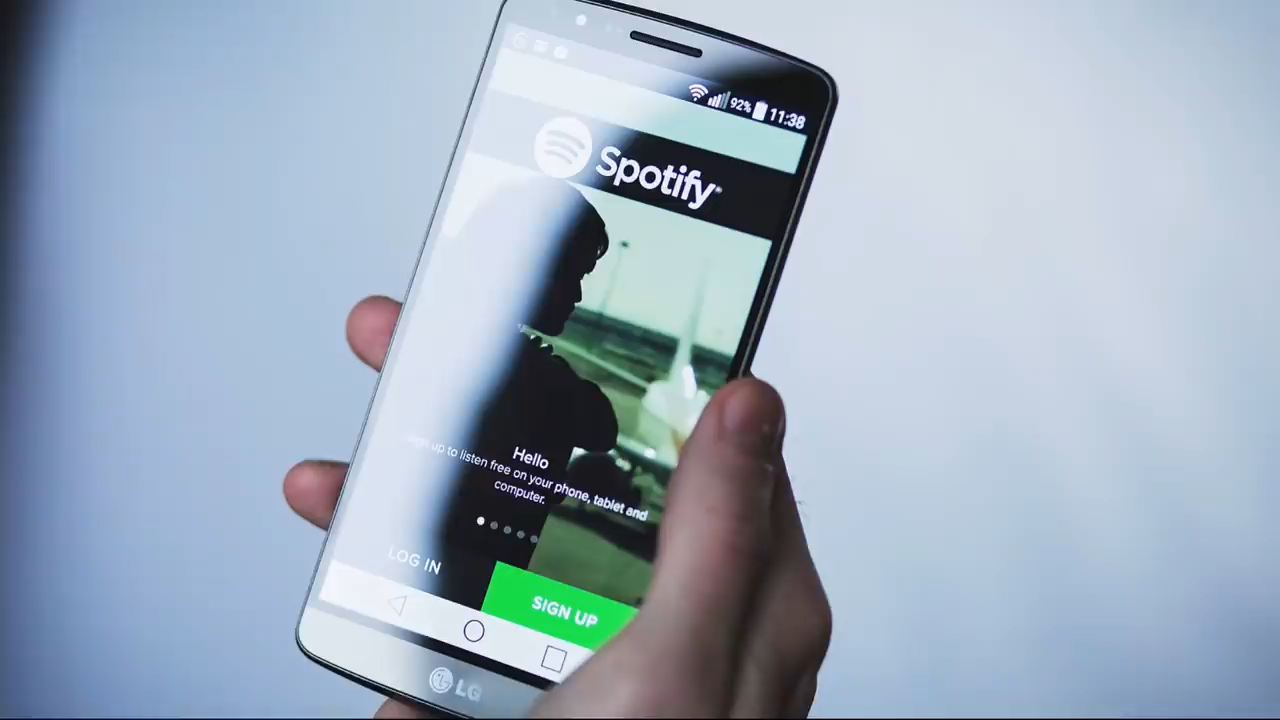 92% 11:38
Spotify
Hello
up to listen free on your phone, tablet and
computer.
LOG IN
SIGN UP
LG